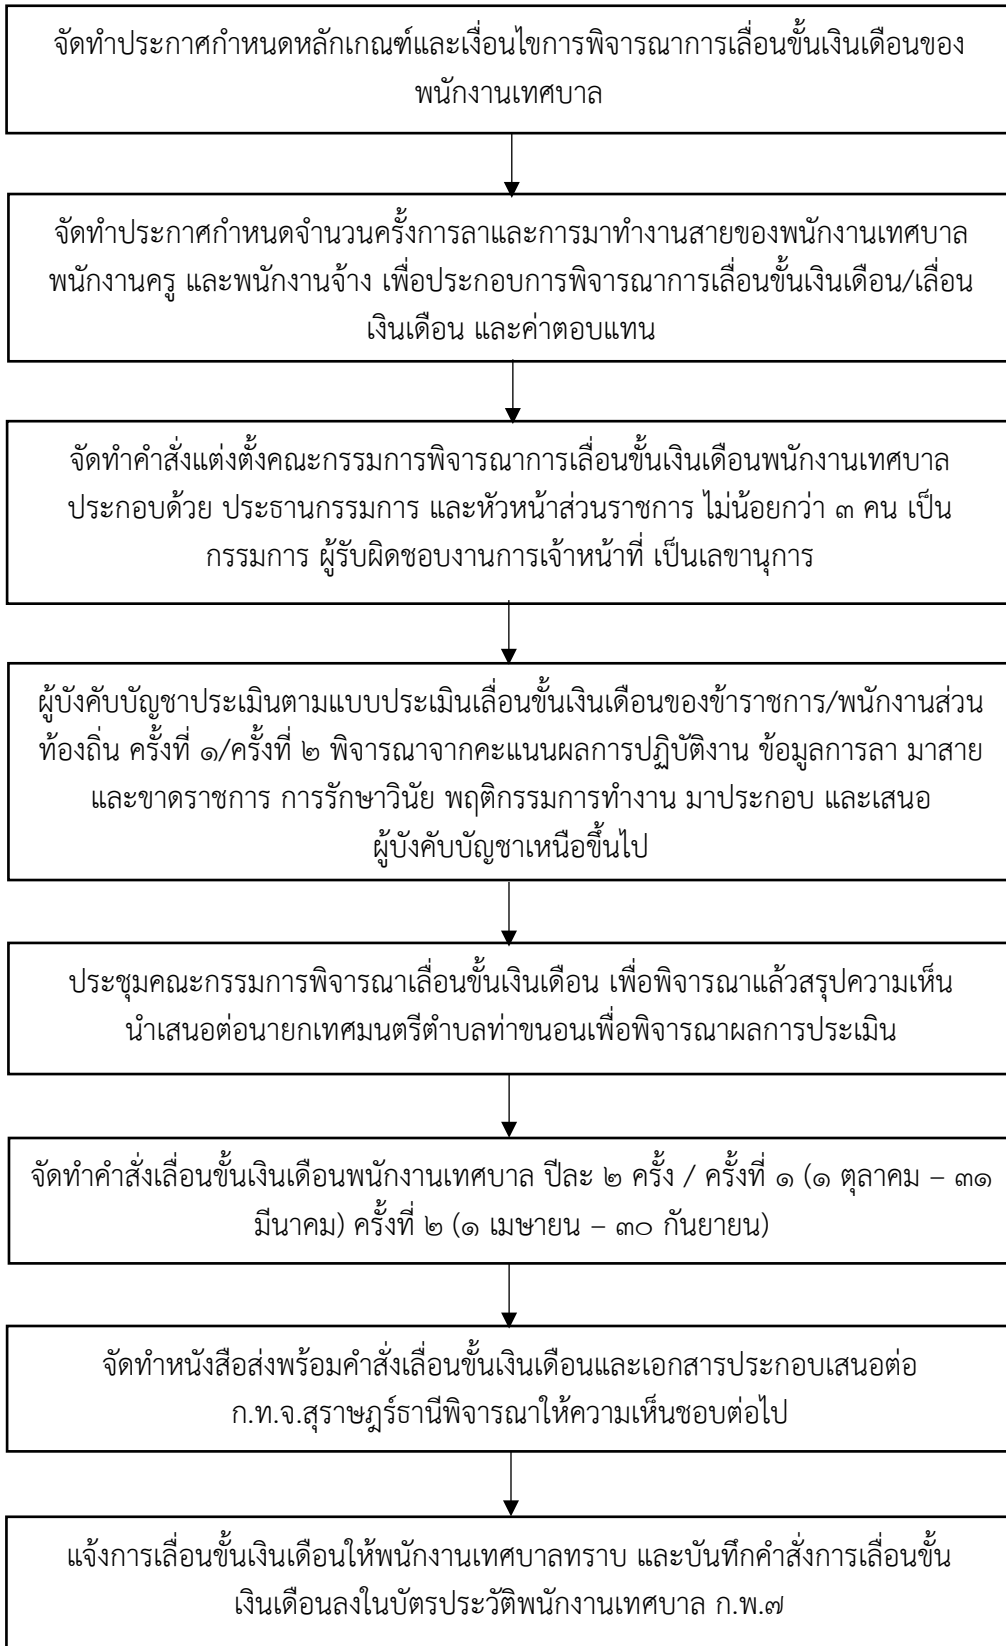 จัดทำประกาศกำหนดหลักเกณฑ์และเงื่อนไขการพิจารณาการเลื่อนขั้นเงินเดือนของ
พนักงานเทศบาล
จัดทำประกาศกำหนดจำนวนครั้งการลาและการมาทำงานสายของพนักงานเทศบาล
พนักงานครู และพนักงานจ้าง เพื่อประกอบการพิจารณาการเลื่อนขั้นเงินเดือน/เลื่อน
เงินเดือน และค่าตอบแทน
จัดทำคำสั่งแต่งตั้งคณะกรรมการพิจารณาการเลื่อนขั้นเงินเดือนพนักงานเทศบาล
ประกอบด้วย ประธานกรรมการ และหัวหน้าส่วนราชการ ไม่น้อยกว่า ๓ คน เป็น
กรรมการ ผู้รับผิดชอบงานการเจ้าหน้าที่ เป็นเลขานุการ
ผู้บังคับบัญชาประเมินตามแบบประเมินเลื่อนขั้นเงินเดือนของข้าราชการ/พนักงานส่วน
ท้องถิ่น ครั้งที่ ๑/ครั้งที่ ๒ พิจารณาจากคะแนนผลการปฏิบัติงาน ข้อมูลการลา มาสาย
และขาดราชการ การรักษาวินัย พฤติกรรมการทำงาน มาประกอบ และเสนอ
ผู้บังคับบัญชาเหนือขึ้นไป
ประชุมคณะกรรมการพิจารณาเลื่อนขั้นเงินเดือน เพื่อพิจารณาแล้วสรุปความเห็น
นำเสนอต่อนายกเทศมนตรีตำบลท่าขนอนเพื่อพิจารณาผลการประเมิน
จัดทำคำสั่งเลื่อนขั้นเงินเดือนพนักงานเทศบาล ปีละ ๒ ครั้ง / ครั้งที่ ๑ (๑ ตุลาคม – ๓๑
มีนาคม) ครั้งที่ ๒ (๑ เมษายน – ๓๐ กันยายน)
จัดทำหนังสือส่งพร้อมคำสั่งเลื่อนขั้นเงินเดือนและเอกสารประกอบเสนอต่อ
ก.ท.จ.สุราษฎร์ธานีพิจารณาให้ความเห็นชอบต่อไป
แจ้งการเลื่อนขั้นเงินเดือนให้พนักงานเทศบาลทราบ และบันทึกคำสั่งการเลื่อนขั้น
เงินเดือนลงในบัตรประวัติพนักงานเทศบาล ก.พ.๗